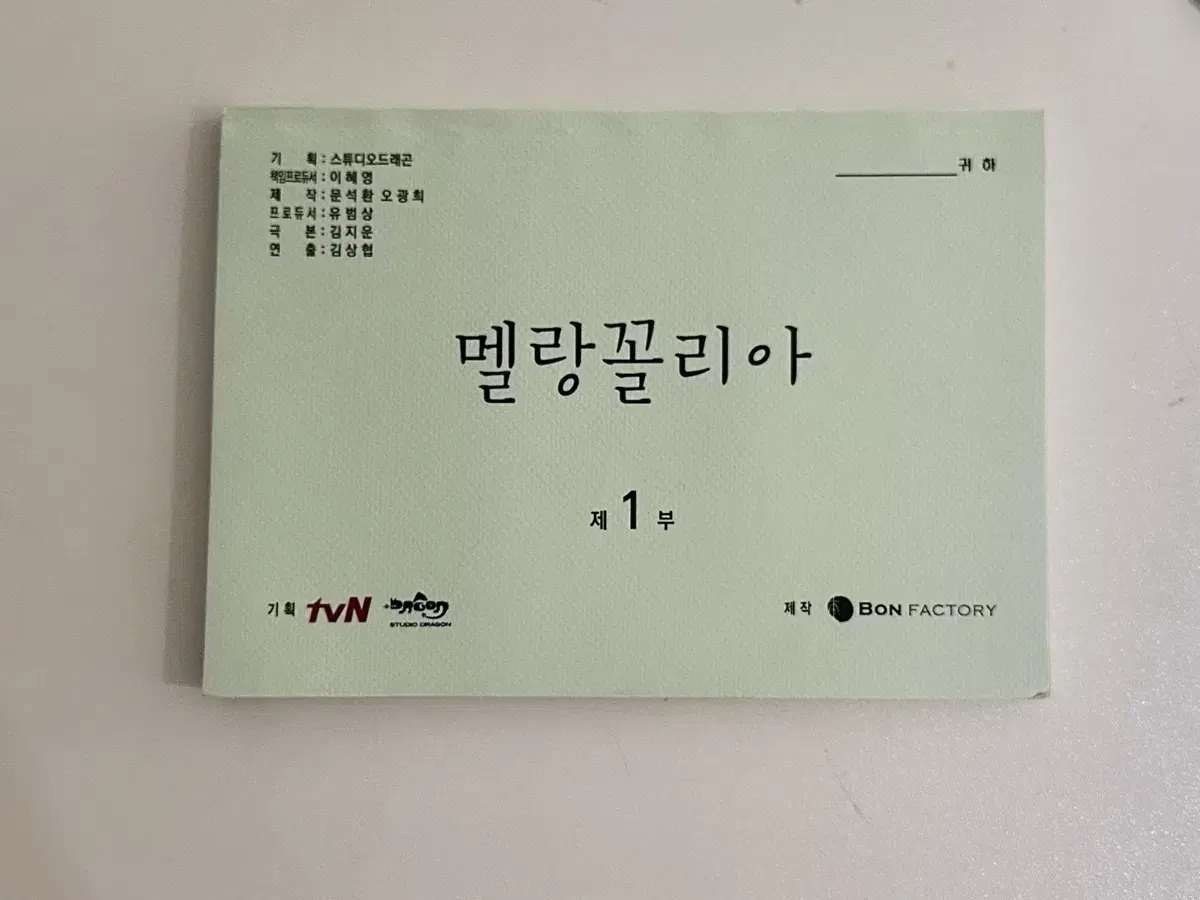 기 획 : 스튜디오드래곤
책임프로듀서 : 이 혜 영
제 작 : 문 석 환 오 광 희
프로듀서 : 유 범 상
극 본 : 김 지 운
연 출 : 김 상 협
귀 하
멜랑꼴리아
제 1 부
기 획 tvN DRAGON STUDIO DRAGON
제 작 BON FACTORY